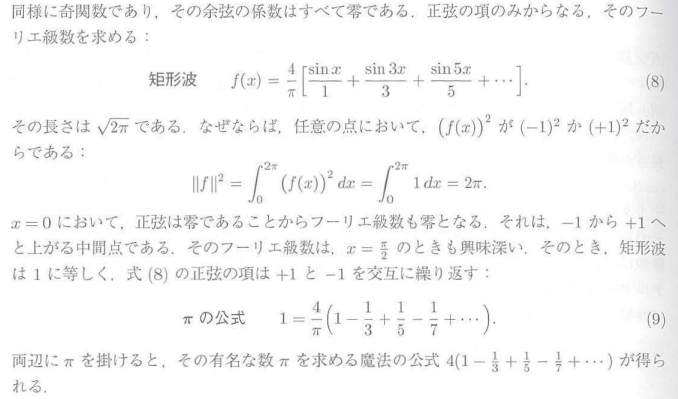 同様に奇関数であり，その余弦の係数はすべて零である．正弦の項のみからなる，そのフー
リエ級数を求める：
矩形波 f(x) = 4/π [ sin x/1 + sin 3x/3 + sin 5x/5 + ⋯ ]. (8)
その長さは √2π である．なぜならば，任意の点において，(f(x))² が (−1)² か (+1)² だか
らである：
‖f‖² = ∫₀^{2π} (f(x))² dx = ∫₀^{2π} 1 dx = 2π.
x = 0 において，正弦は零であることからフーリエ級数も零となる．それは，−1 から +1 へ
と上がる中間点である．そのフーリエ級数は，x = π/2 のときも興味深い．そのとき，矩形波
は 1 に等しく，式 (8) の正弦の項は +1 と −1 を交互に繰り返す：
π の公式 1 = 4/π (1 − 1/3 + 1/5 − 1/7 + ⋯). (9)
両辺に π を掛けると，その有名な数 π を求める魔法の公式 4(1 − 1/3 + 1/5 − 1/7 + ⋯) が得ら
れる．